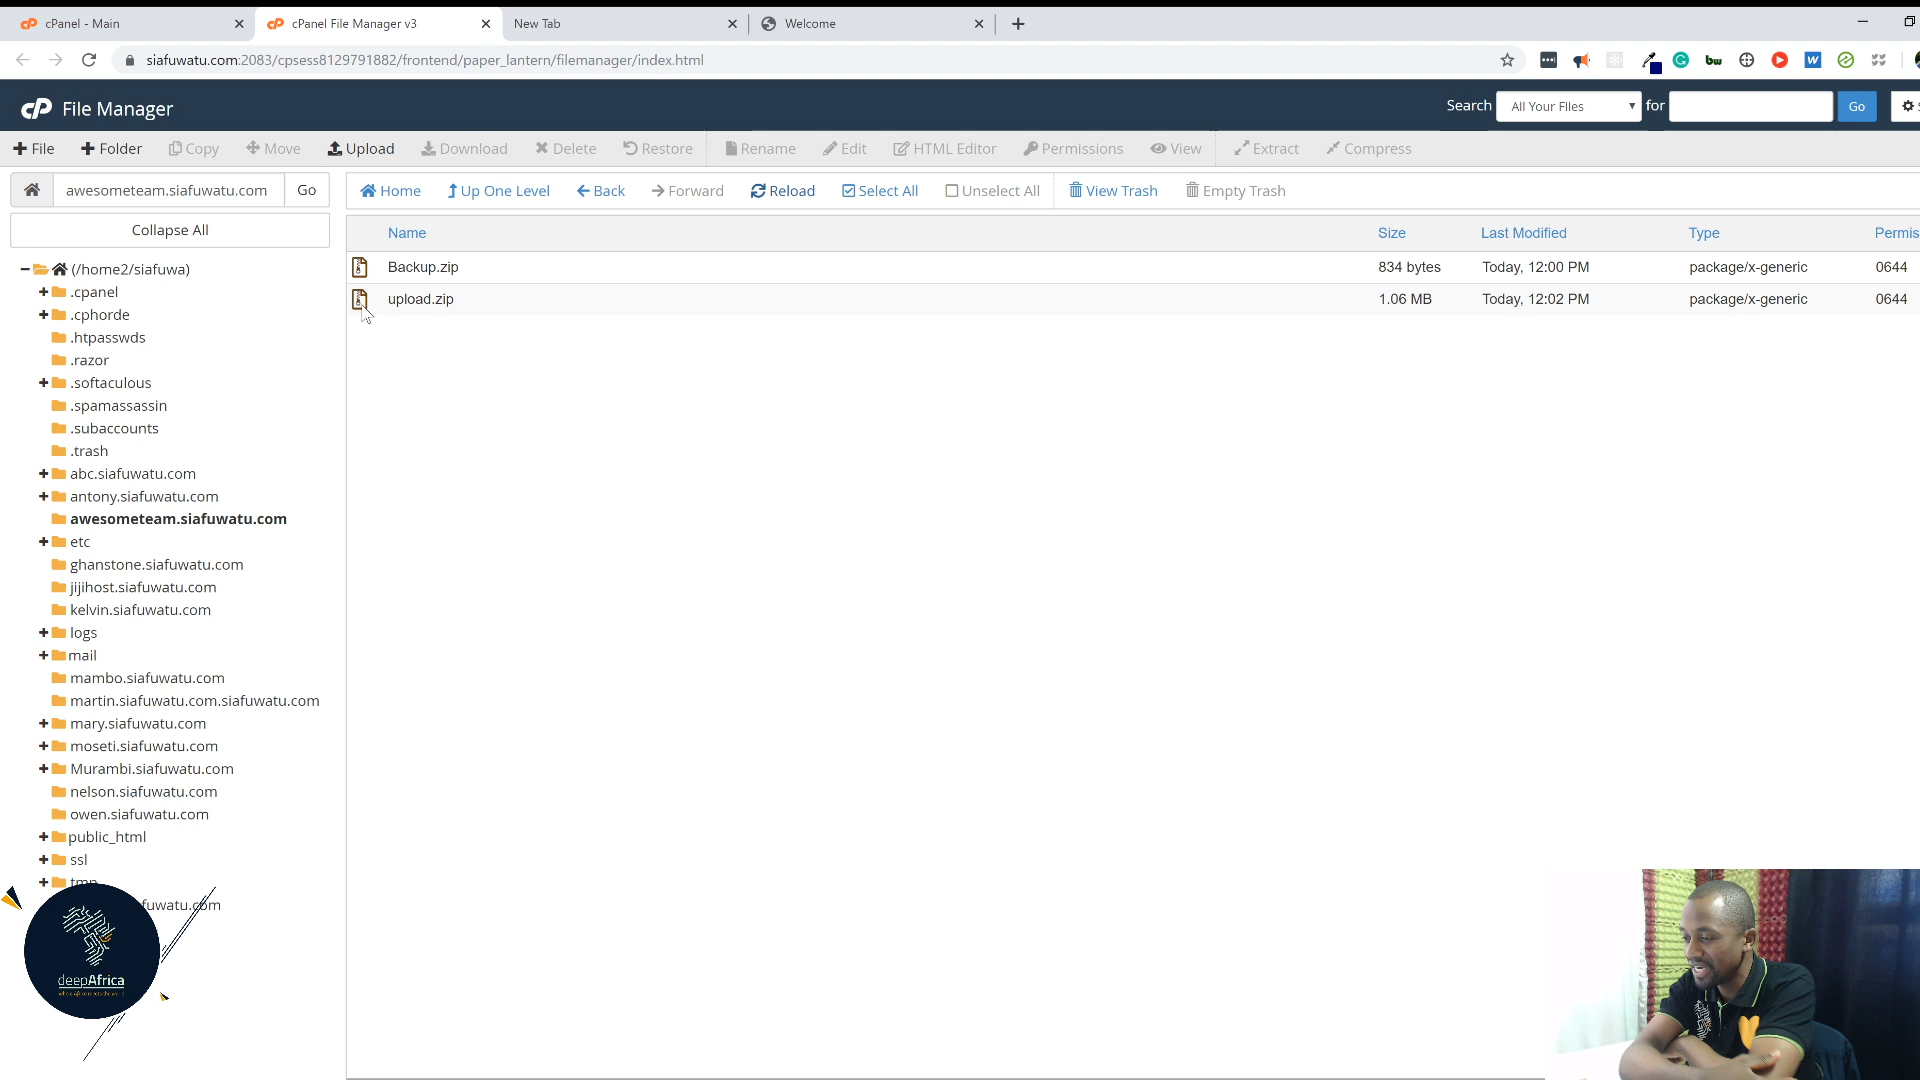 cPanel - Main
cPanel File Manager v3
New Tab
Welcome
siafuwatu.com:2083/cpsess8129791882/frontend/paper_lantern/filemanager/index.html
cP File Manager
Search All Your Files for Go
File Folder Copy Move Upload Download Delete Restore Rename Edit HTML Editor Permissions View Extract Compress
awesometeam.siafuwatu.com Go
Home Up One Level Back Forward Reload Select All Unselect All View Trash Empty Trash
Collapse All
Name Size Last Modified Type Permis
Backup.zip 834 bytes Today, 12:00 PM package/x-generic 0644
upload.zip 1.06 MB Today, 12:02 PM package/x-generic 0644
(/home2/siafuwa)
.cpanel
.cphorde
.htpasswds
.razor
.softaculous
.spamassassin
.subaccounts
.trash
abc.siafuwatu.com
antony.siafuwatu.com
awesometeam.siafuwatu.com
etc
ghanstone.siafuwatu.com
jijihost.siafuwatu.com
kelvin.siafuwatu.com
logs
mail
mambo.siafuwatu.com
martin.siafuwatu.com.siafuwatu.com
mary.siafuwatu.com
moseti.siafuwatu.com
Murambi.siafuwatu.com
nelson.siafuwatu.com
owen.siafuwatu.com
public_html
ssl
tmp
fuwatu.com
deepAfrica